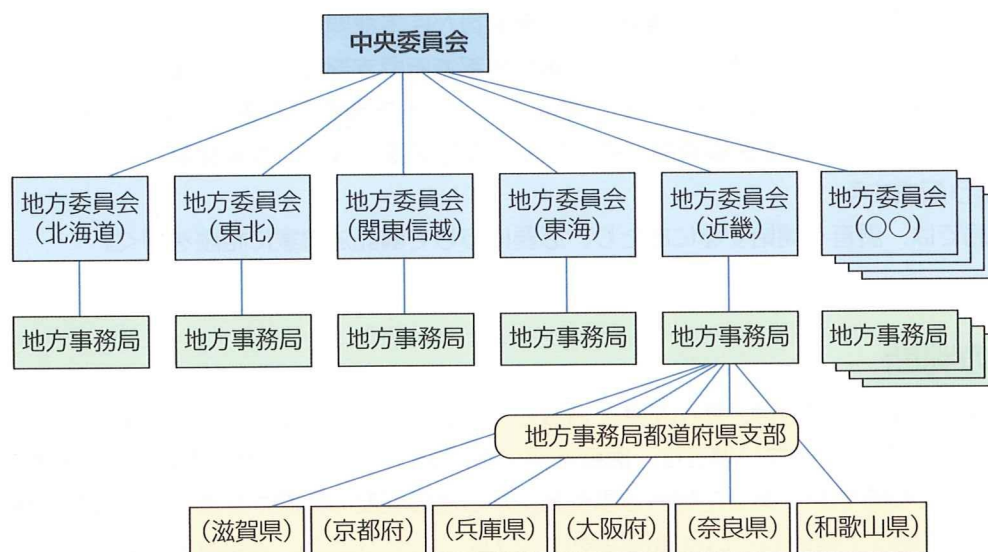 中央委員会
地方委員会
（北海道）
地方委員会
（東北）
地方委員会
（関東信越）
地方委員会
（東海）
地方委員会
（近畿）
地方委員会
（○○）
地方事務局
地方事務局
地方事務局
地方事務局
地方事務局
地方事務局
地方事務局都道府県支部
（滋賀県）
（京都府）
（兵庫県）
（大阪府）
（奈良県）
（和歌山県）